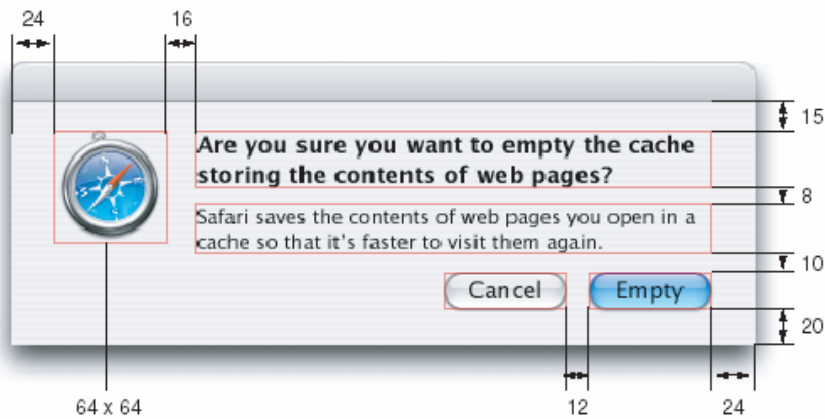 24
16
15
Are you sure you want to empty the cache
storing the contents of web pages?
8
Safari saves the contents of web pages you open in a
cache so that it's faster to visit them again.
10
Cancel
Empty
20
64 x 64
12
24